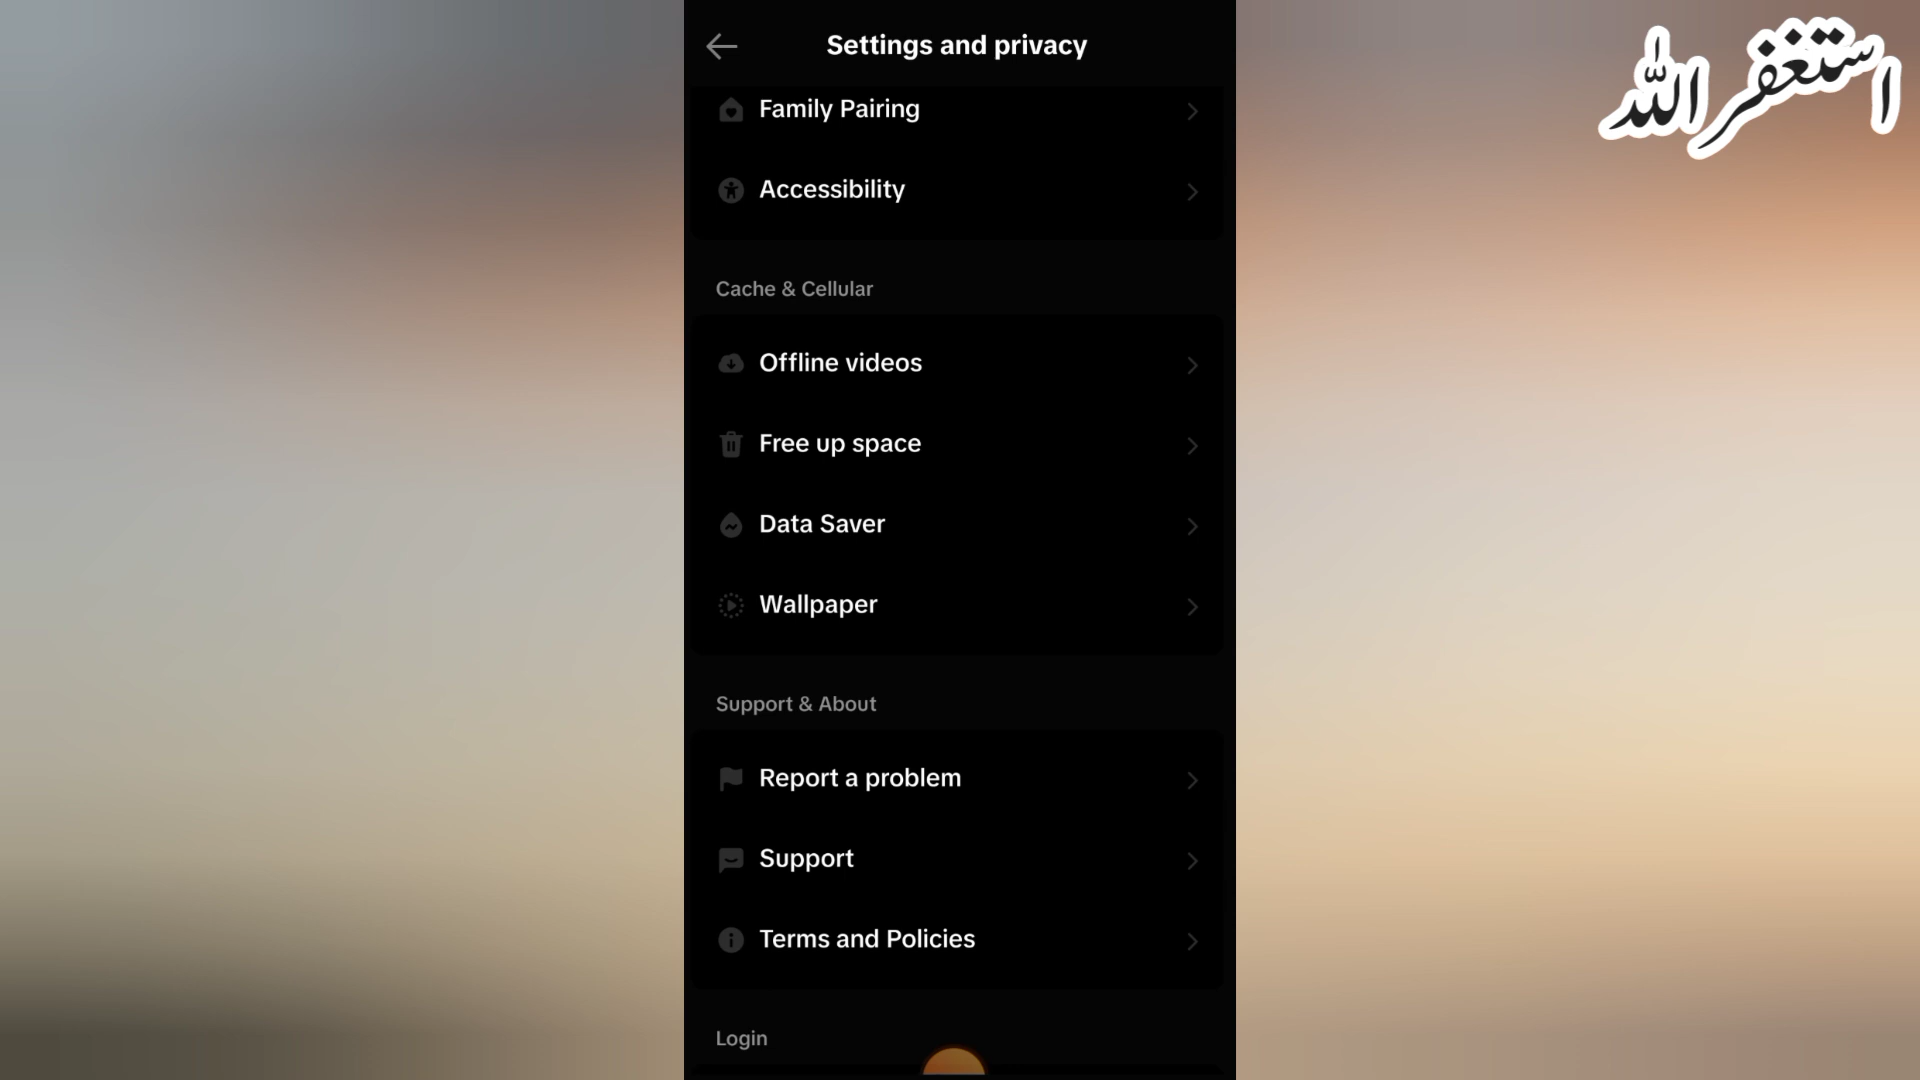 Settings and privacy
استغفر الله
Family Pairing
Accessibility
Cache & Cellular
Offline videos
Free up space
Data Saver
Wallpaper
Support & About
Report a problem
Support
Terms and Policies
Login